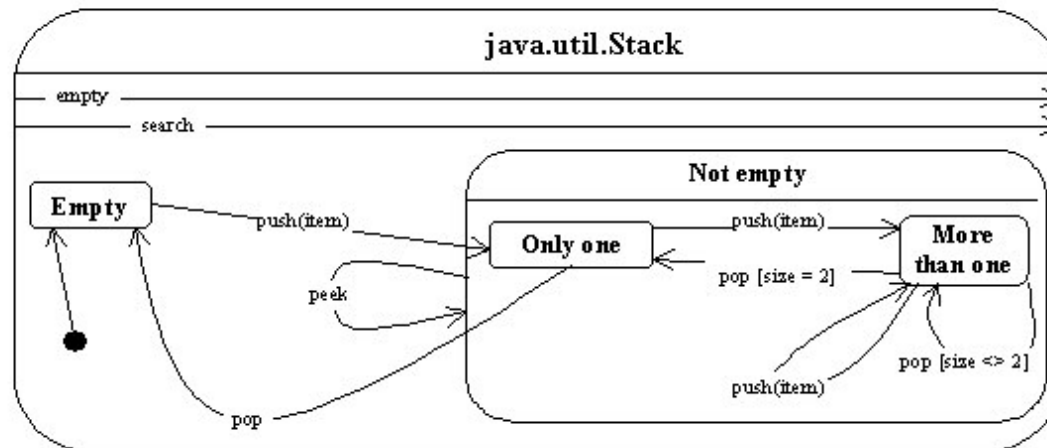 java.util.Stack
empty
search
Not empty
Empty
push(item)
Only one
push(item)
More
than one
peek
pop [size = 2]
pop [size <> 2]
push(item)
pop